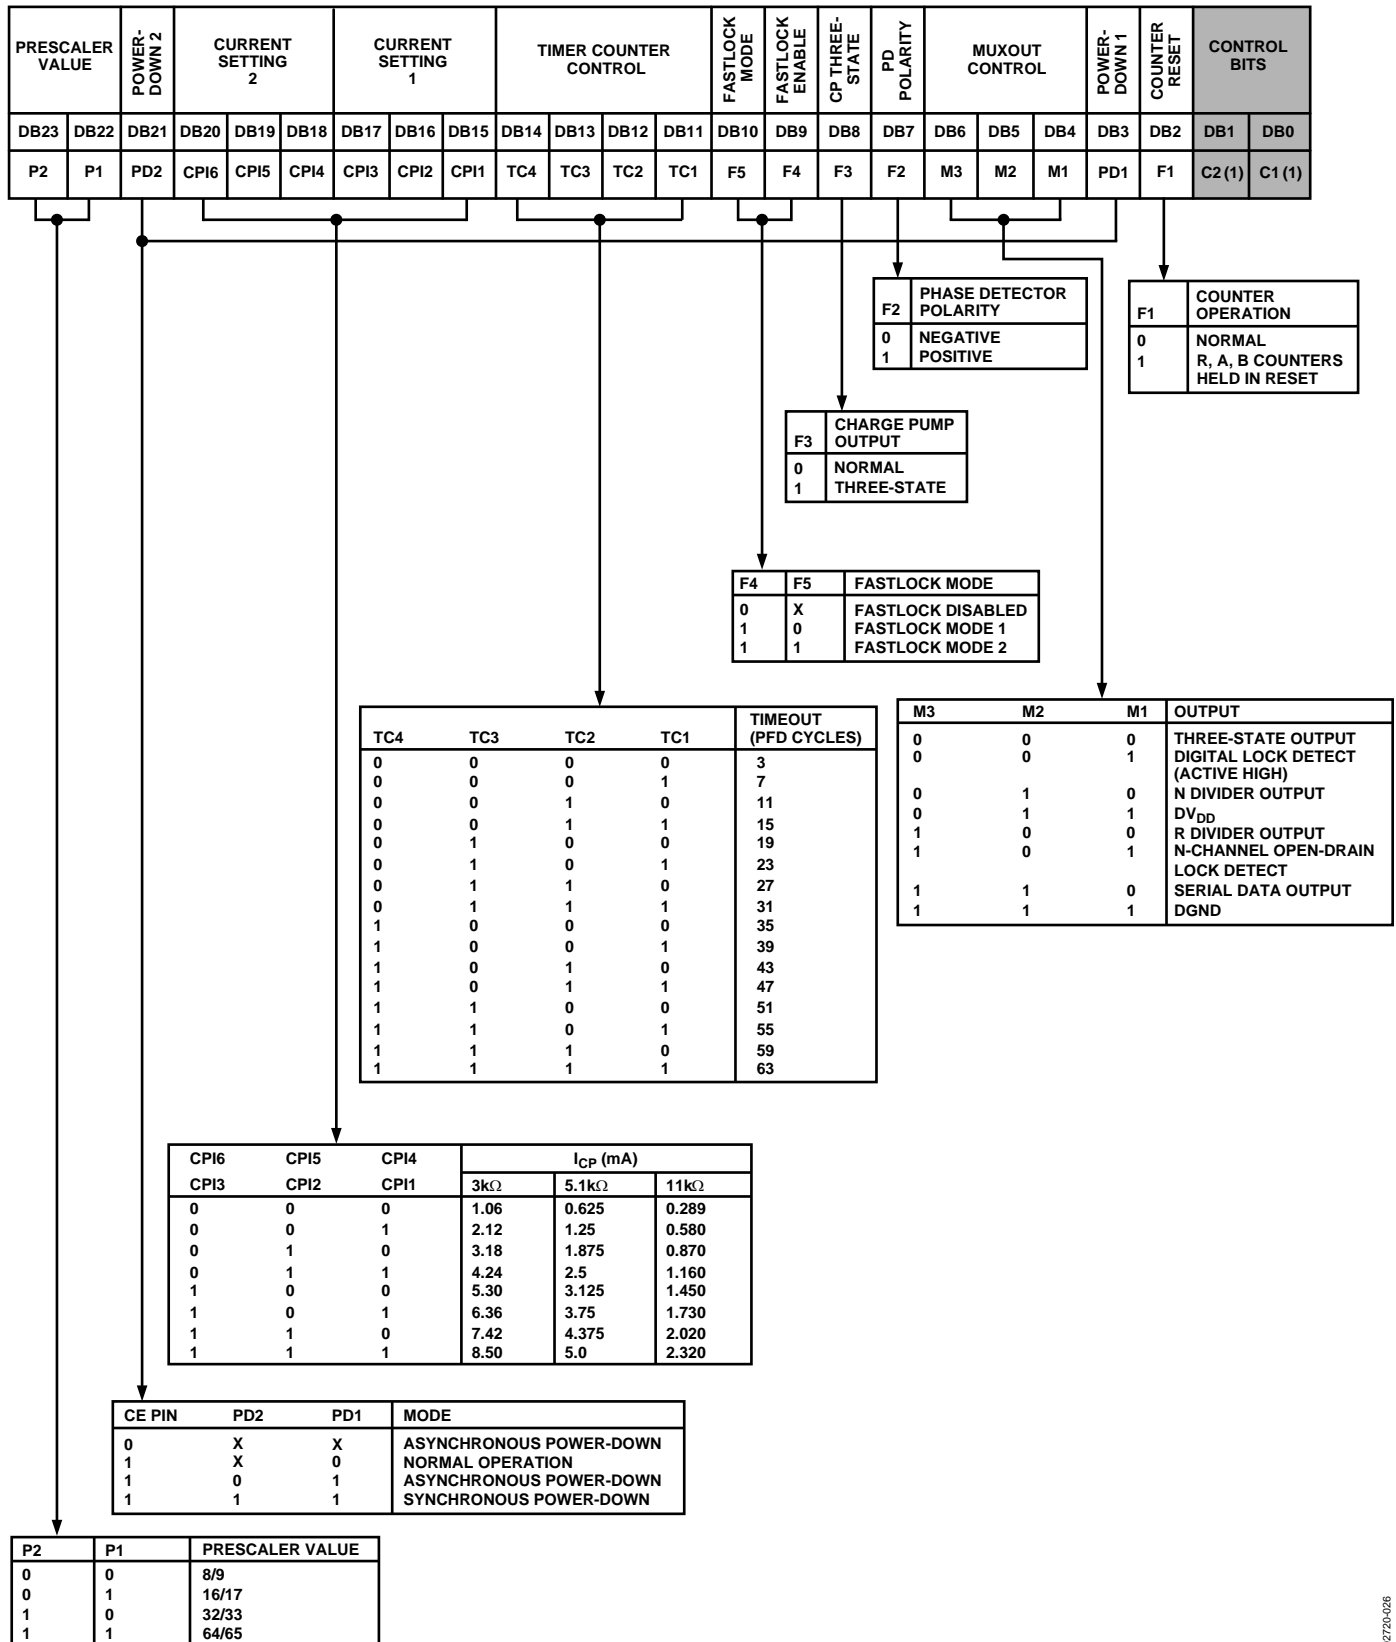 PRESCALER VALUE POWER-DOWN 2 CURRENT SETTING 2 CURRENT SETTING 1 TIMER COUNTER CONTROL FASTLOCK MODE FASTLOCK ENABLE CP THREE-STATE PD POLARITY MUXOUT CONTROL POWER-DOWN 1 COUNTER RESET CONTROL BITS
DB23 DB22 DB21 DB20 DB19 DB18 DB17 DB16 DB15 DB14 DB13 DB12 DB11 DB10 DB9 DB8 DB7 DB6 DB5 DB4 DB3 DB2 DB1 DB0
P2 P1 PD2 CPI6 CPI5 CPI4 CPI3 CPI2 CPI1 TC4 TC3 TC2 TC1 F5 F4 F3 F2 M3 M2 M1 PD1 F1 C2 (1) C1 (1)
F2 PHASE DETECTOR POLARITY
0 NEGATIVE
1 POSITIVE
F1 COUNTER OPERATION
0 NORMAL
1 R, A, B COUNTERS
HELD IN RESET
F3 CHARGE PUMP OUTPUT
0 NORMAL
1 THREE-STATE
F4 F5 FASTLOCK MODE
0 X FASTLOCK DISABLED
1 0 FASTLOCK MODE 1
1 1 FASTLOCK MODE 2
TC4 TC3 TC2 TC1 TIMEOUT (PFD CYCLES)
0 0 0 0 3
0 0 0 1 7
0 0 1 0 11
0 0 1 1 15
0 1 0 0 19
0 1 0 1 23
0 1 1 0 27
0 1 1 1 31
1 0 0 0 35
1 0 0 1 39
1 0 1 0 43
1 0 1 1 47
1 1 0 0 51
1 1 0 1 55
1 1 1 0 59
1 1 1 1 63
M3 M2 M1 OUTPUT
0 0 0 THREE-STATE OUTPUT
0 0 1 DIGITAL LOCK DETECT
(ACTIVE HIGH)
0 1 0 N DIVIDER OUTPUT
0 1 1 DVDD
1 0 0 R DIVIDER OUTPUT
1 0 1 N-CHANNEL OPEN-DRAIN
LOCK DETECT
1 1 0 SERIAL DATA OUTPUT
1 1 1 DGND
CPI6 CPI5 CPI4 ICP (mA)
CPI3 CPI2 CPI1 3kΩ 5.1kΩ 11kΩ
0 0 0 1.06 0.625 0.289
0 0 1 2.12 1.25 0.580
0 1 0 3.18 1.875 0.870
0 1 1 4.24 2.5 1.160
1 0 0 5.30 3.125 1.450
1 0 1 6.36 3.75 1.730
1 1 0 7.42 4.375 2.020
1 1 1 8.50 5.0 2.320
CE PIN PD2 PD1 MODE
0 X X ASYNCHRONOUS POWER-DOWN
1 X 0 NORMAL OPERATION
1 0 1 ASYNCHRONOUS POWER-DOWN
1 1 1 SYNCHRONOUS POWER-DOWN
P2 P1 PRESCALER VALUE
0 0 8/9
0 1 16/17
1 0 32/33
1 1 64/65
2720-026